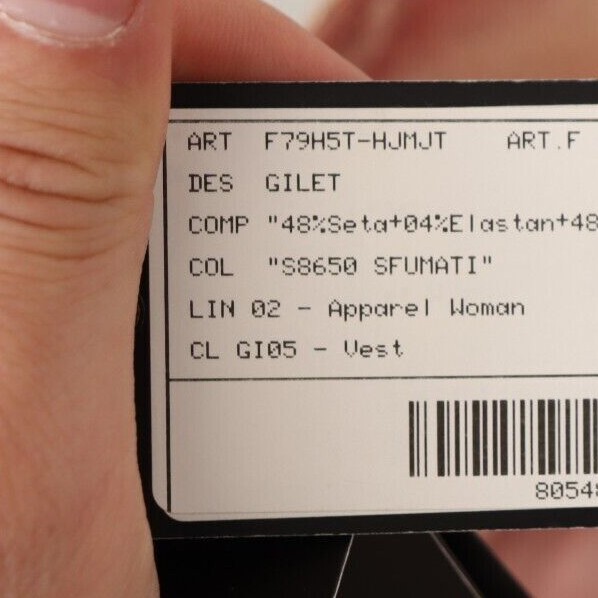 ART F79H5T-HJMJT ART.F
DES GILET
COMP "48%Seta+04%Elastan+48
COL "S8650 SFUMATI"
LIN 02 - Apparel Woman
CL GI05 - Vest
8054